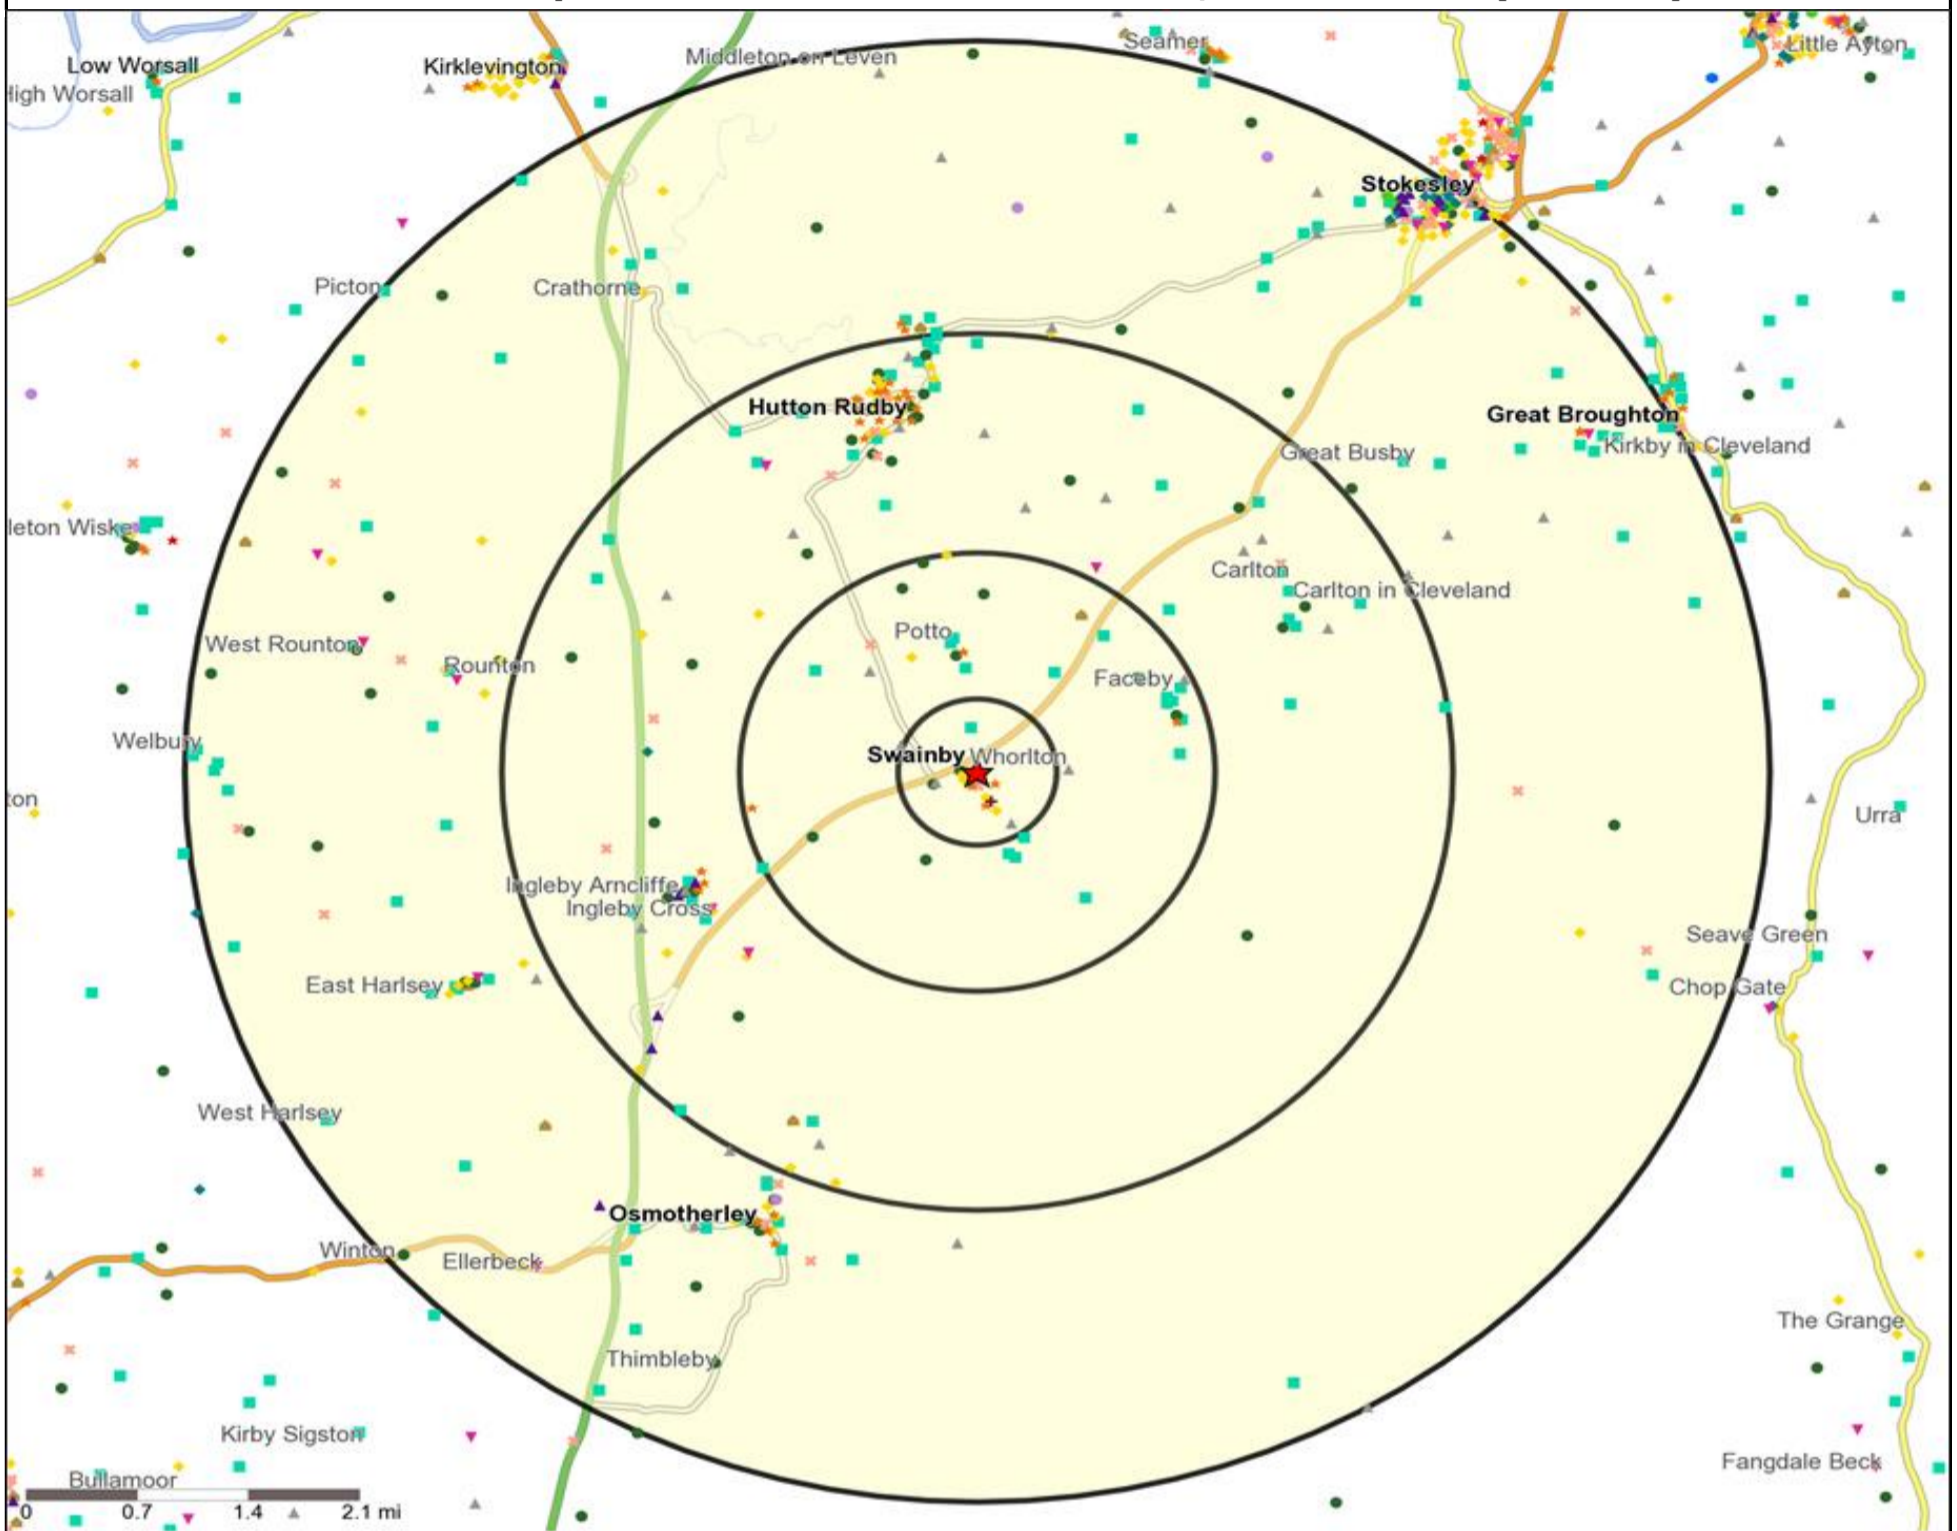 Seamer
Little Ayton
Middleton on Leven
Low Worsall
Kirklevington
High Worsall
Stokesley
Picton
Crathorne
Hutton Rudby
Great Broughton
Kirkby in Cleveland
Great Busby
leton Wiske
Carlton
Carlton in Cleveland
Potto
West Rounton
Rounton
Faceby
Welbury
Swainby
Whorlton
ton
Urra
Ingleby Arncliffe
Ingleby Cross
Seave Green
East Harlsey
Chop Gate
West Harlsey
Osmotherley
Winton
Ellerbeck
The Grange
Thimbleby
Kirby Sigston
Fangdale Beck
Bullamoor
0 0.7 1.4 2.1 mi